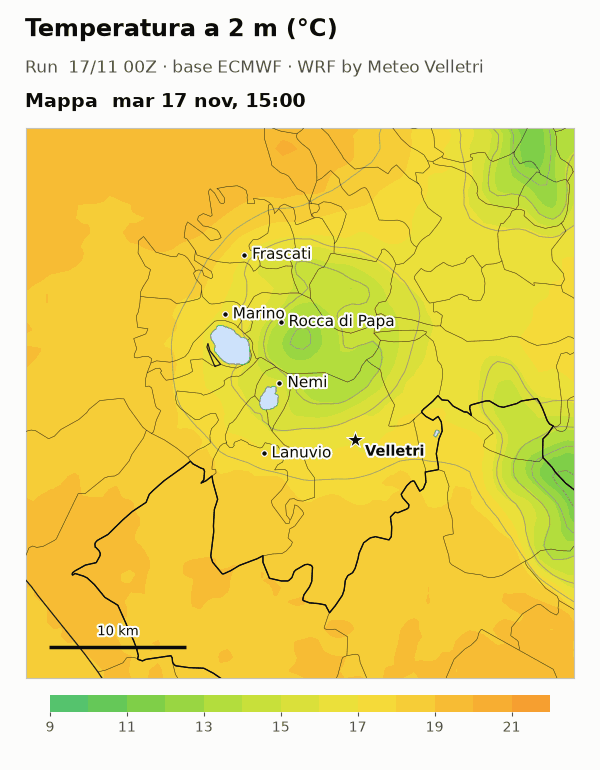 Temperatura a 2 m (°C)
Run  17/11 00Z · base ECMWF · WRF by Meteo Velletri
Mappa  mar 17 nov, 15:00
Frascati
Marino
Rocca di Papa
Nemi
Velletri
Lanuvio
10 km
9 11 13 15 17 19 21